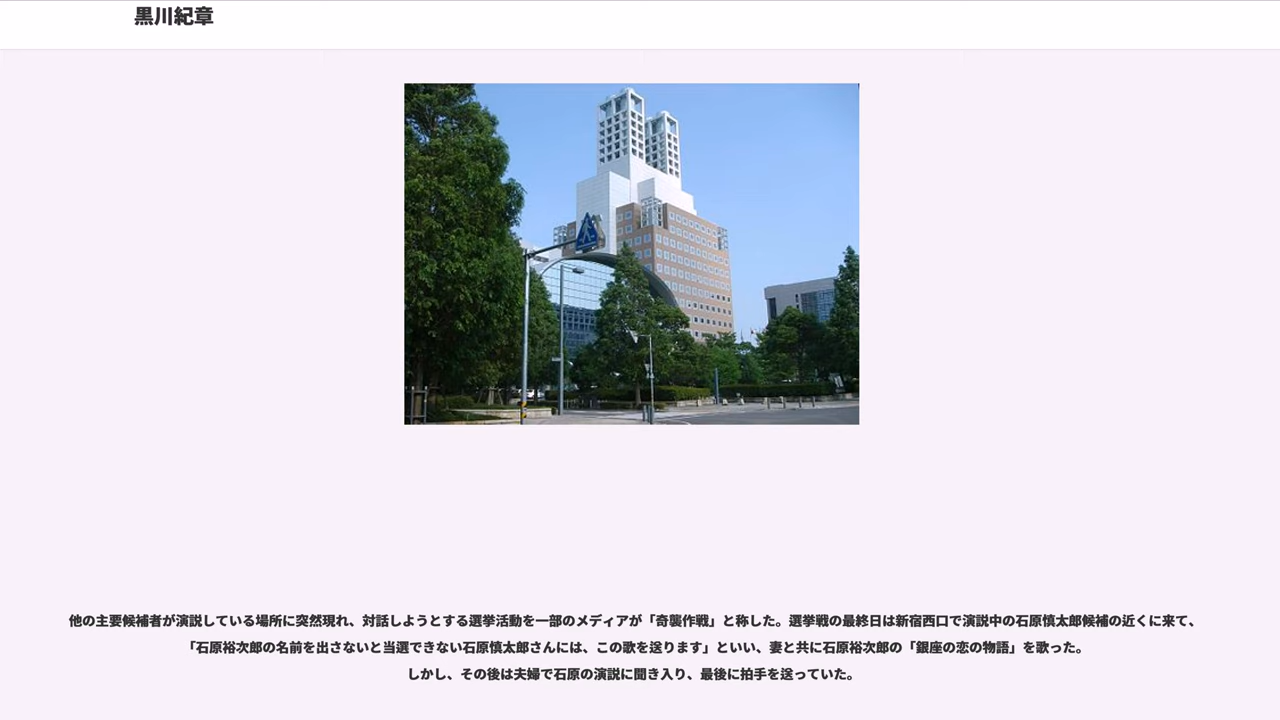 黒川紀章
他の主要候補者が演説している場所に突然現れ、対話しようとする選挙活動を一部のメディアが「奇襲作戦」と称した。選挙戦の最終日は新宿西口で演説中の石原慎太郎候補の近くに来て、
「石原裕次郎の名前を出さないと当選できない石原慎太郎さんには、この歌を送ります」といい、妻と共に石原裕次郎の「銀座の恋の物語」を歌った。
しかし、その後は夫婦で石原の演説に聞き入り、最後に拍手を送っていた。